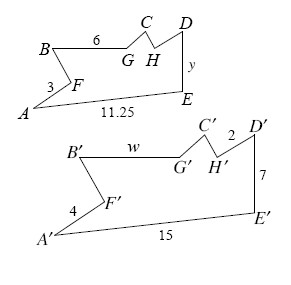 C D
B 6
G H y
3 F
A 11.25 E
C′ 2 D′
B′ w
G′ H′ 7
4 F′
A′ 15 E′